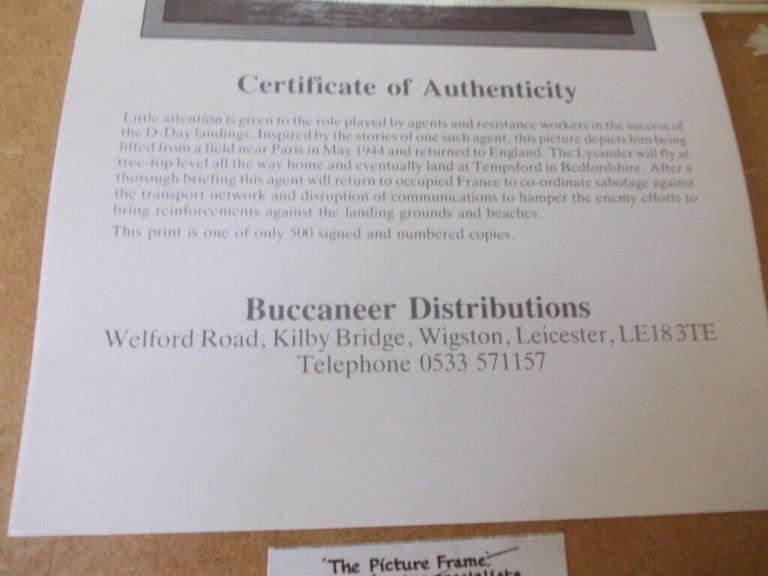 Certificate of Authenticity
Little attention is given to the role played by agents and resistance workers in the success of
the D-Day landings. Inspired by the stories of one such agent, this picture depicts him being
lifted from a field near Paris in May 1944 and returned to England. The Lysander will fly at
tree-top level all the way home and eventually land at Tempsford in Bedfordshire. After a
thorough briefing this agent will return to occupied France to co-ordinate sabotage against
the transport network and disruption of communications to hamper the enemy efforts to
bring reinforcements against the landing grounds and beaches.
This print is one of only 500 signed and numbered copies.
Buccaneer Distributions
Welford Road, Kilby Bridge, Wigston, Leicester, LE18 3TE
Telephone 0533 571157
'The Picture Frame'